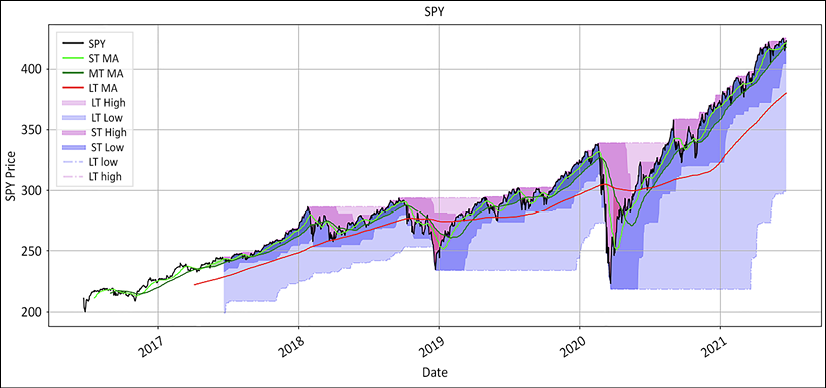 SPY
SPY
ST MA
MT MA
LT MA
LT High
LT Low
ST High
ST Low
LT low
LT high
400
350
300
250
200
SPY Price
2017
2018
2019
2020
2021
Date